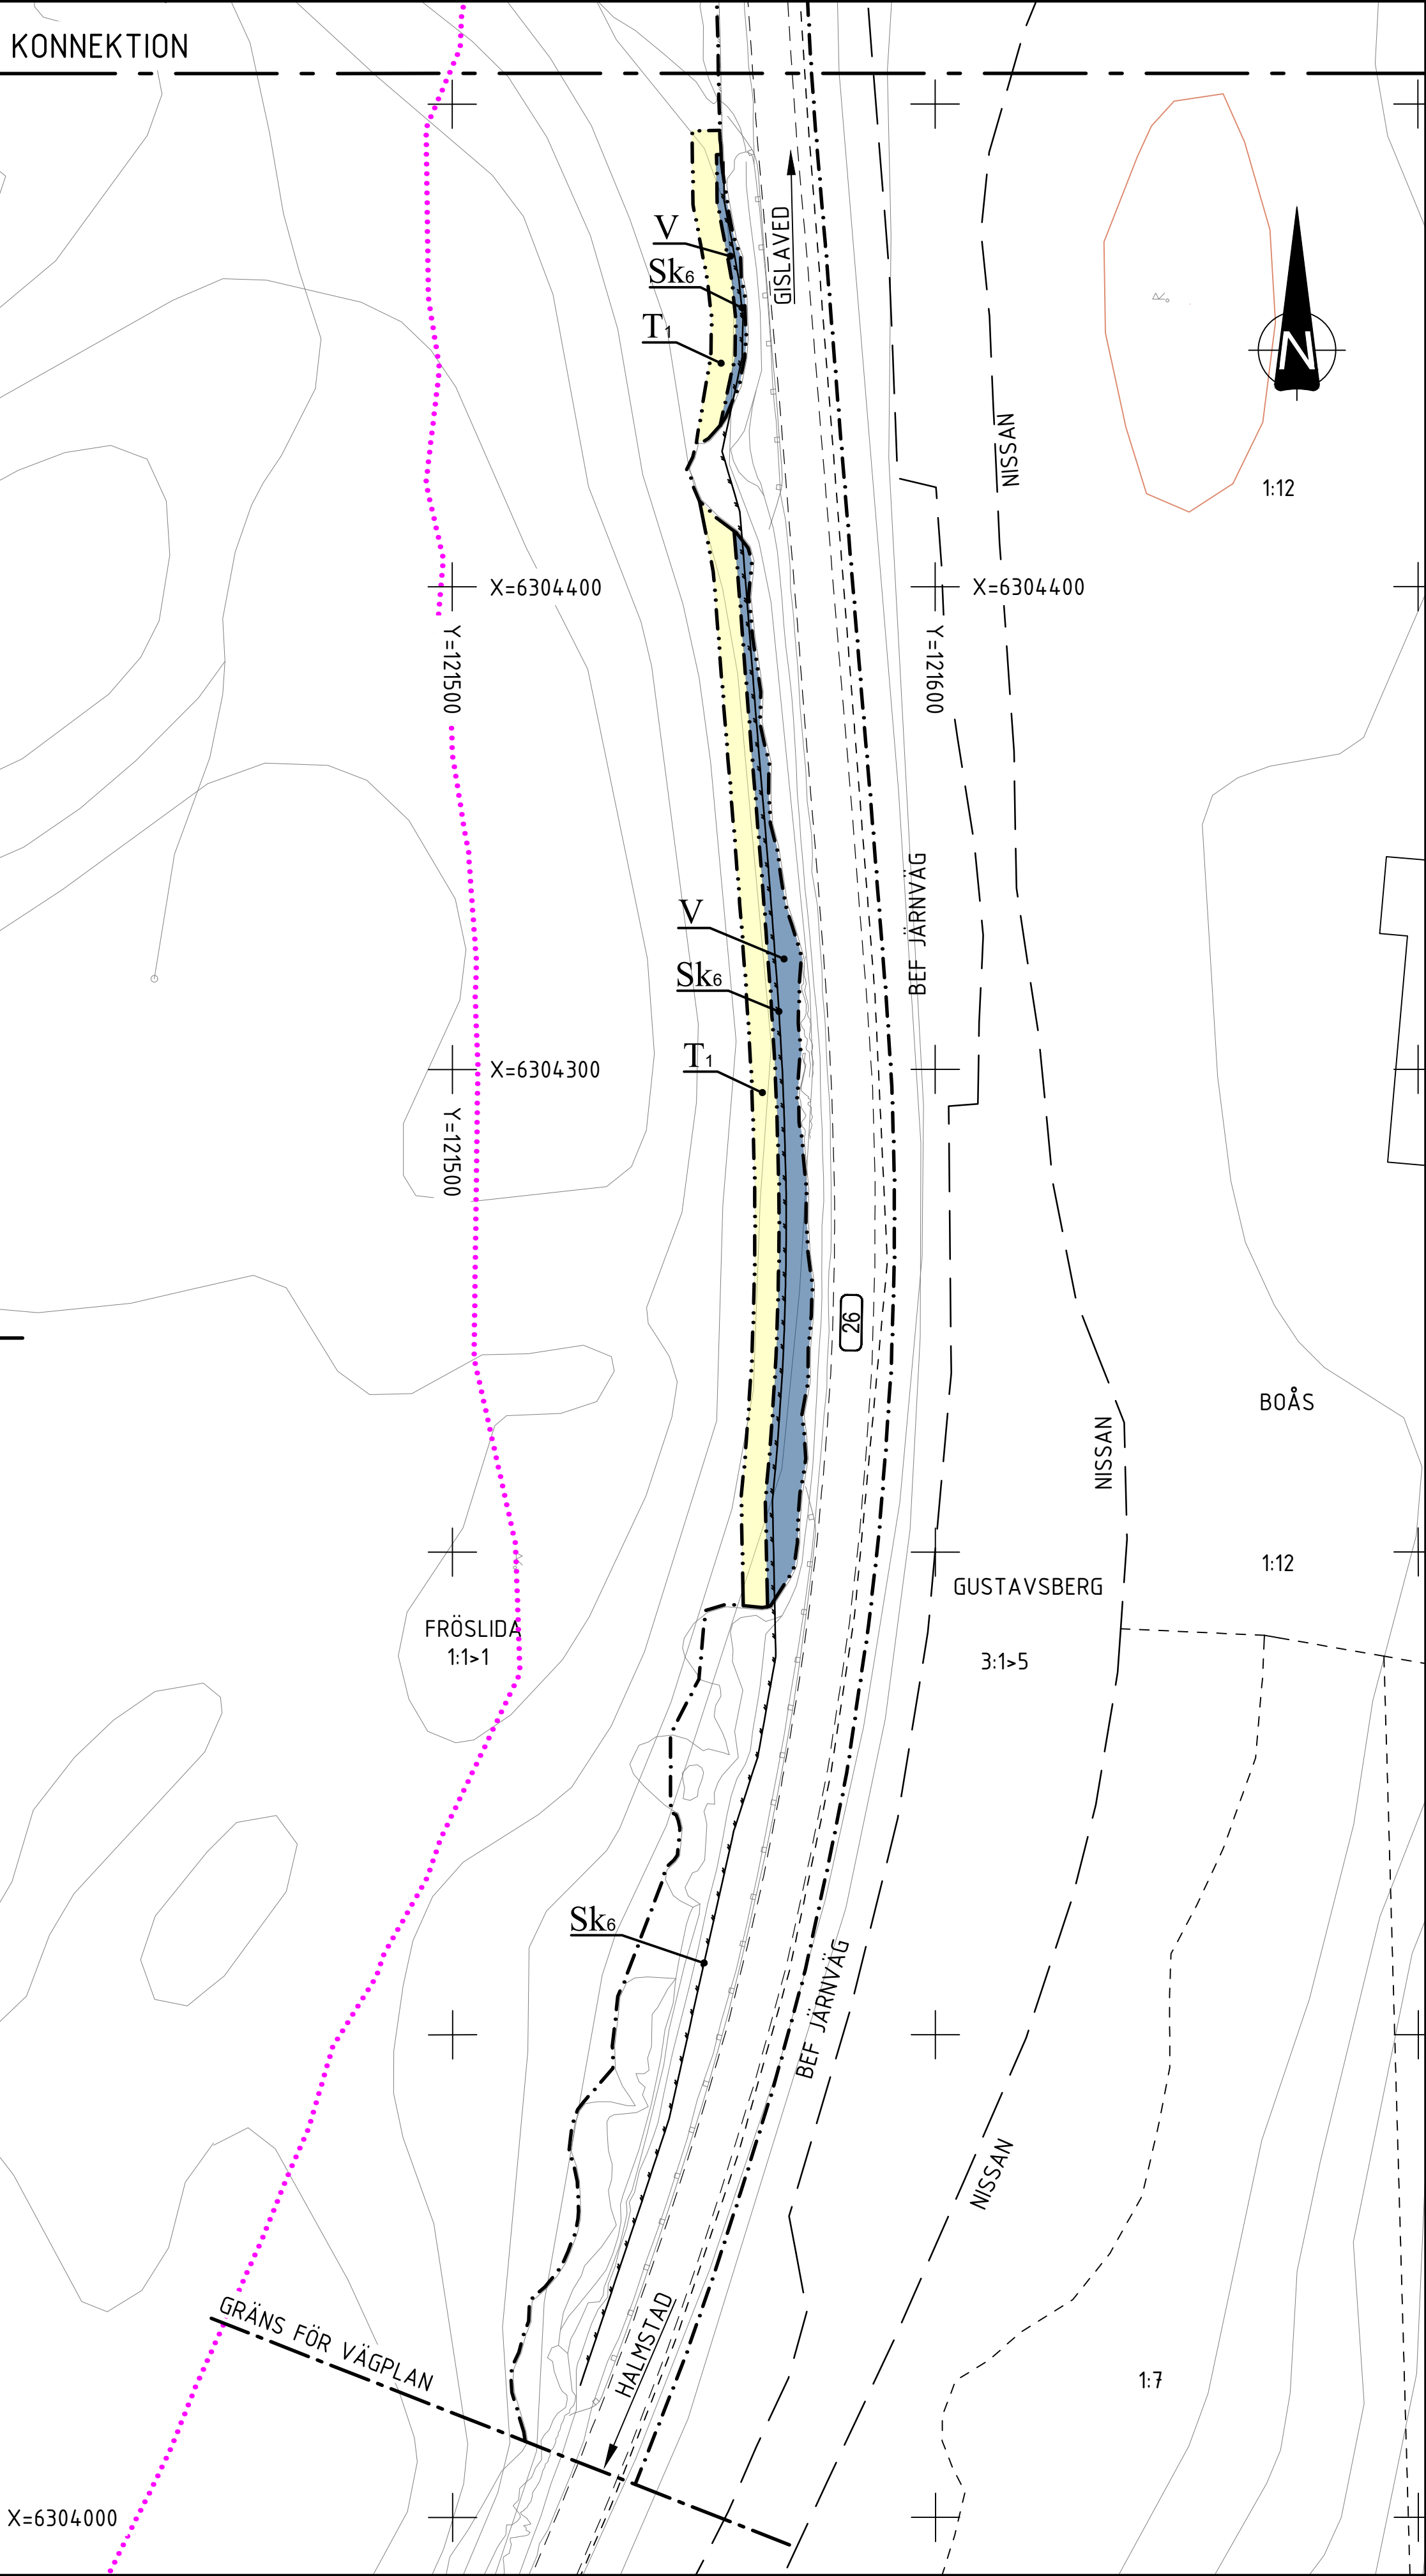 KONNEKTION
V
GISLAVED
Sk6
T1
N
NISSAN
1:12
X=6304400
X=6304400
Y=121500
Y=121600
BEF JÄRNVÄG
V
Sk6
T1
X=6304300
Y=121500
26
BOÅS
NISSAN
1:12
GUSTAVSBERG
FRÖSLIDA
1:1>1
3:1>5
Sk6
BEF JÄRNVÄG
NISSAN
GRÄNS FÖR VÄGPLAN
HALMSTAD
1:7
X=6304000